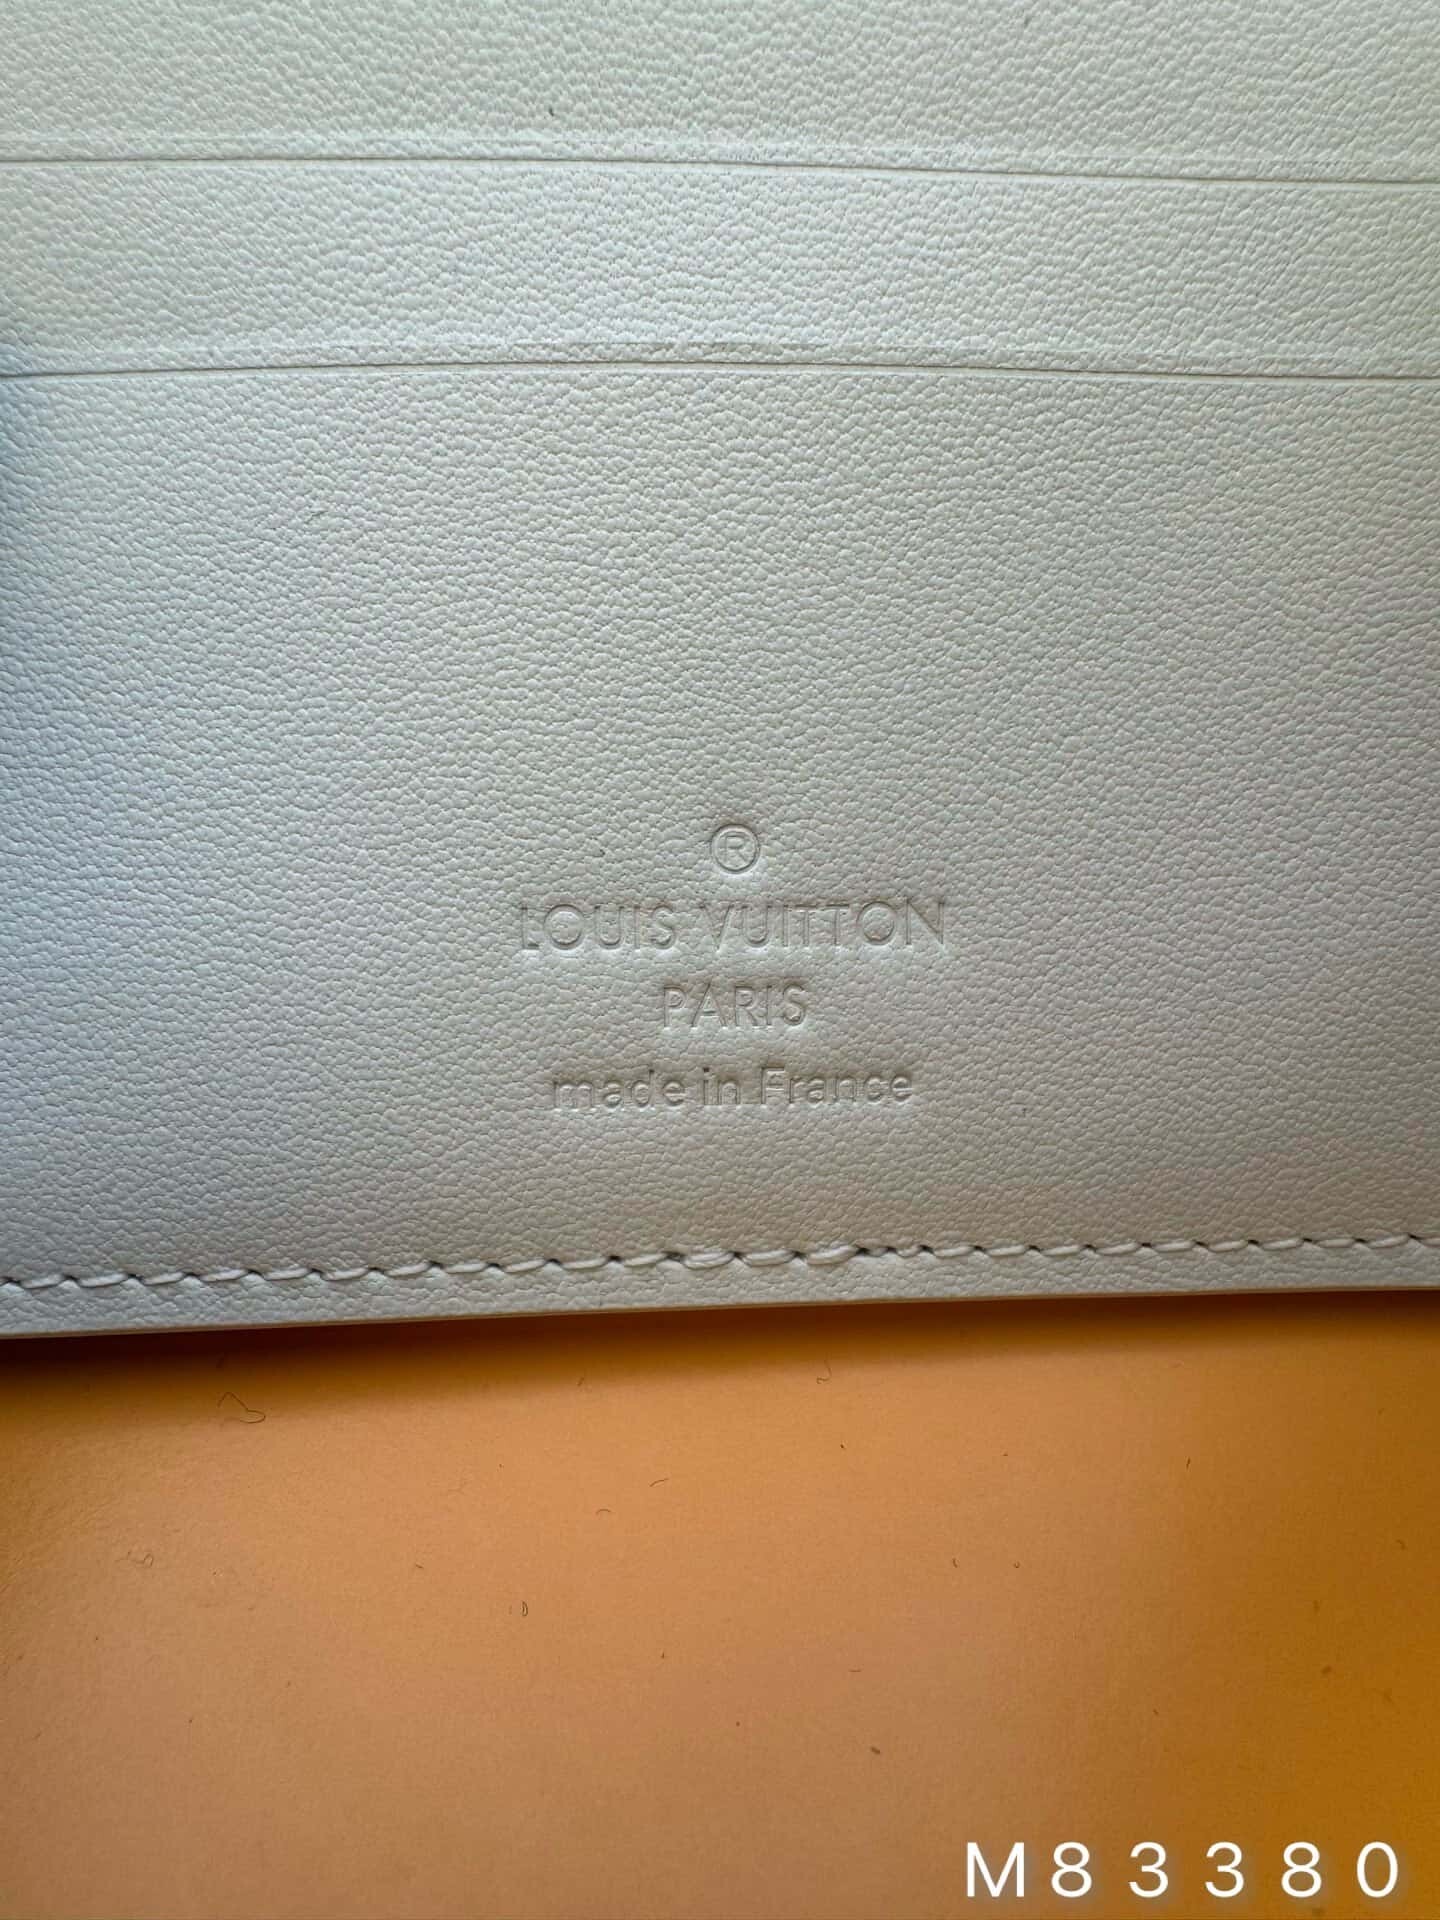 ®
LOUIS VUITTON
PARIS
made in France
M83380